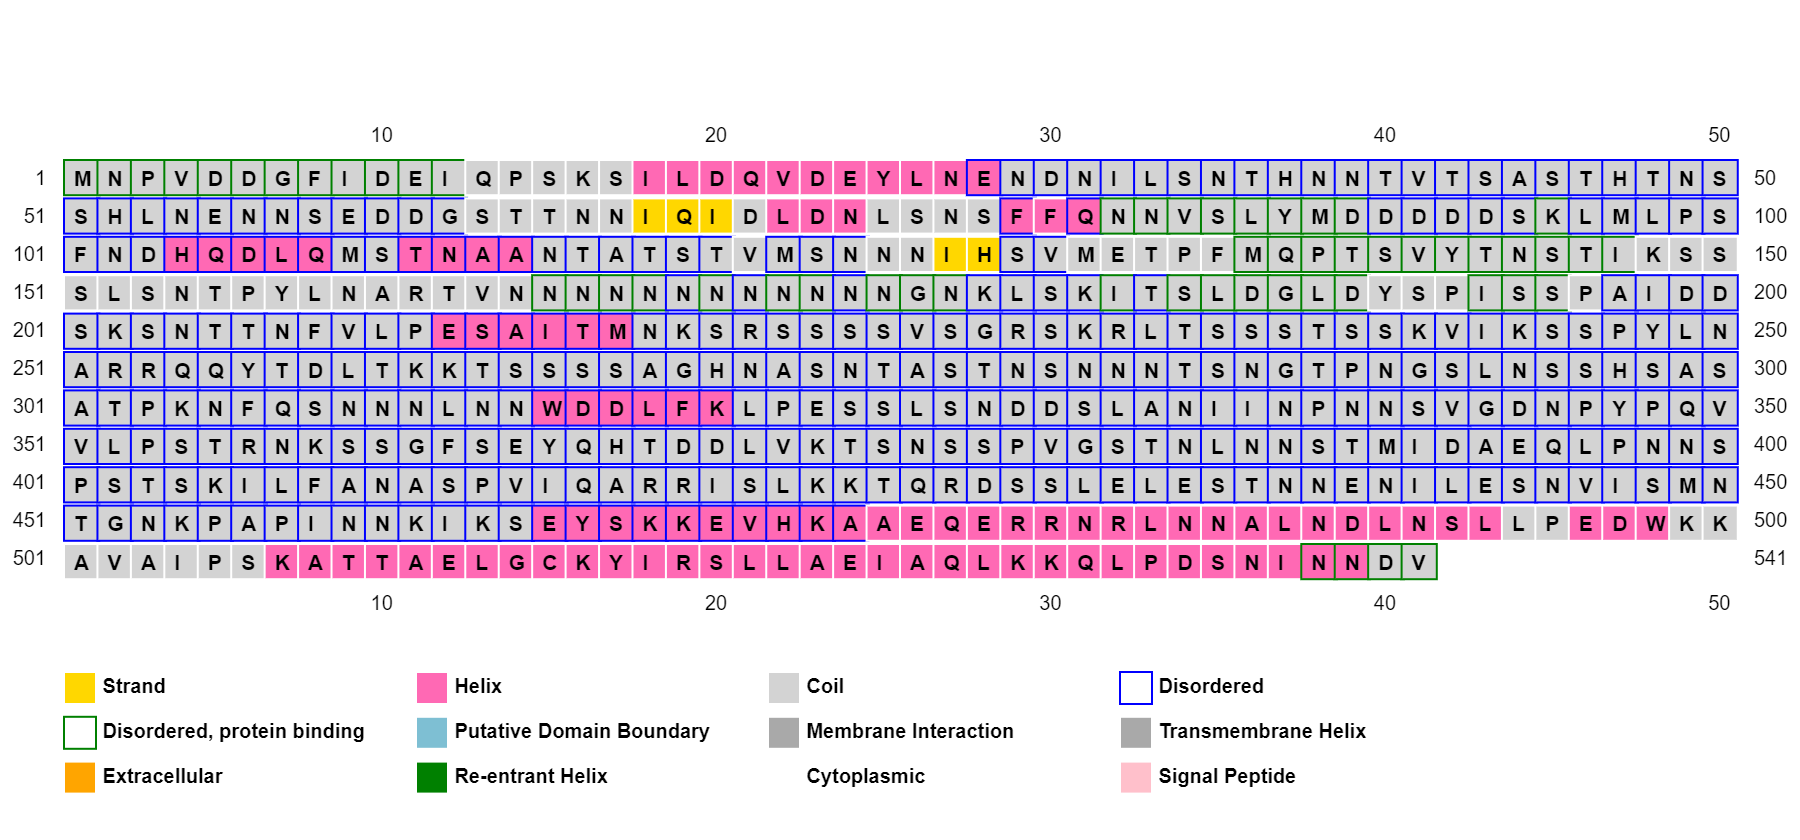 10 20 30 40 50
1 M N P V D D G F I D E I Q P S K S I L D Q V D E Y L N E N D N I L S N T H N N T V T S A S T H T N S 50
51 S H L N E N N S E D D G S T T N N I Q I D L D N L S N S F F Q N N V S L Y M D D D D D S K L M L P S 100
101 F N D H Q D L Q M S T N A A N T A T S T V M S N N N I H S V M E T P F M Q P T S V Y T N S T I K S S 150
151 S L S N T P Y L N A R T V N N N N N N N N N N N N G N K L S K I T S L D G L D Y S P I S S P A I D D 200
201 S K S N T T N F V L P E S A I T M N K S R S S S S V S G R S K R L T S S S T S S K V I K S S P Y L N 250
251 A R R Q Q Y T D L T K K T S S S S A G H N A S N T A S T N S N N N T S N G T P N G S L N S S H S A S 300
301 A T P K N F Q S N N N L N N W D D L F K L P E S S L S N D D S L A N I I N P N N S V G D N P Y P Q V 350
351 V L P S T R N K S S G F S E Y Q H T D D L V K T S N S S P V G S T N L N N S T M I D A E Q L P N N S 400
401 P S T S K I L F A N A S P V I Q A R R I S L K K T Q R D S S L E L E S T N N E N I L E S N V I S M N 450
451 T G N K P A P I N N K I K S E Y S K K E V H K A A E Q E R R N R L N N A L N D L N S L L P E D W K K 500
501 A V A I P S K A T T A E L G C K Y I R S L L A E I A Q L K K Q L P D S N I N N D V 541
10 20 30 40 50
Strand Helix Coil Disordered
Disordered, protein binding Putative Domain Boundary Membrane Interaction Transmembrane Helix
Extracellular Re-entrant Helix Cytoplasmic Signal Peptide